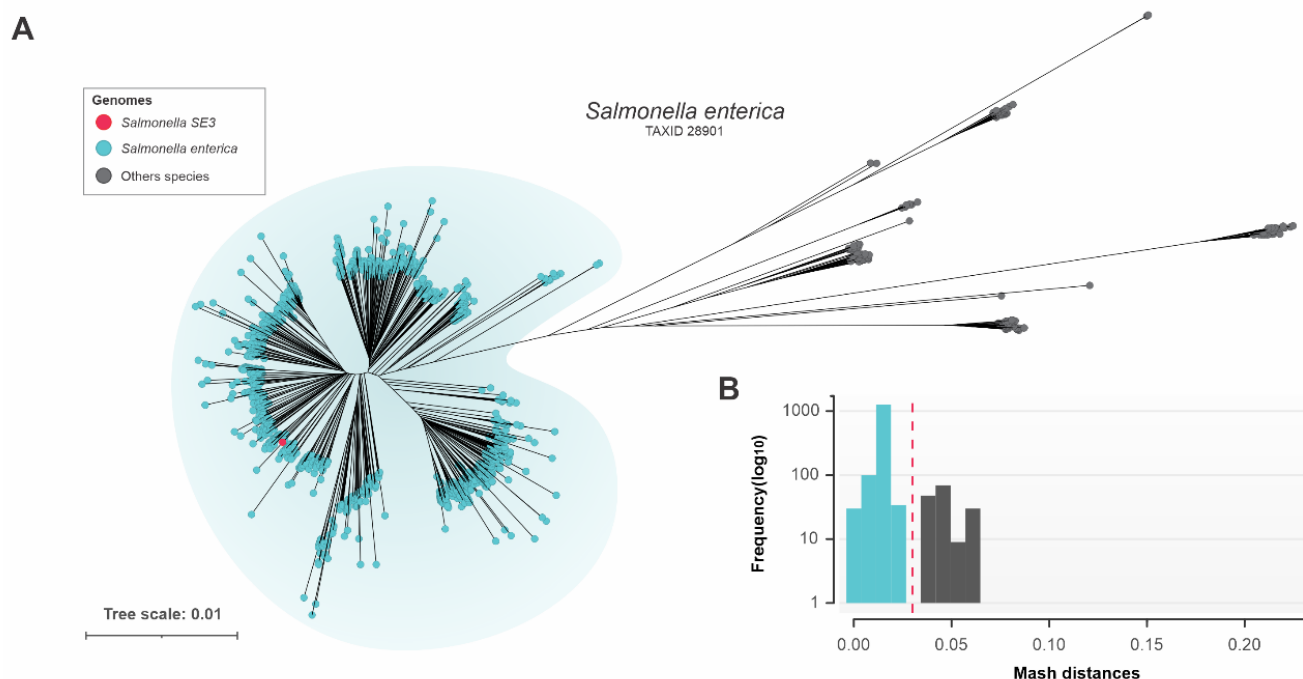 A
Genomes
Salmonella SE3
Salmonella enterica
Others species
Salmonella enterica
TAXID 28901
Tree scale: 0.01
B
Frequency(log10)
1000
100
10
1
0.00 0.05 0.10 0.15 0.20
Mash distances